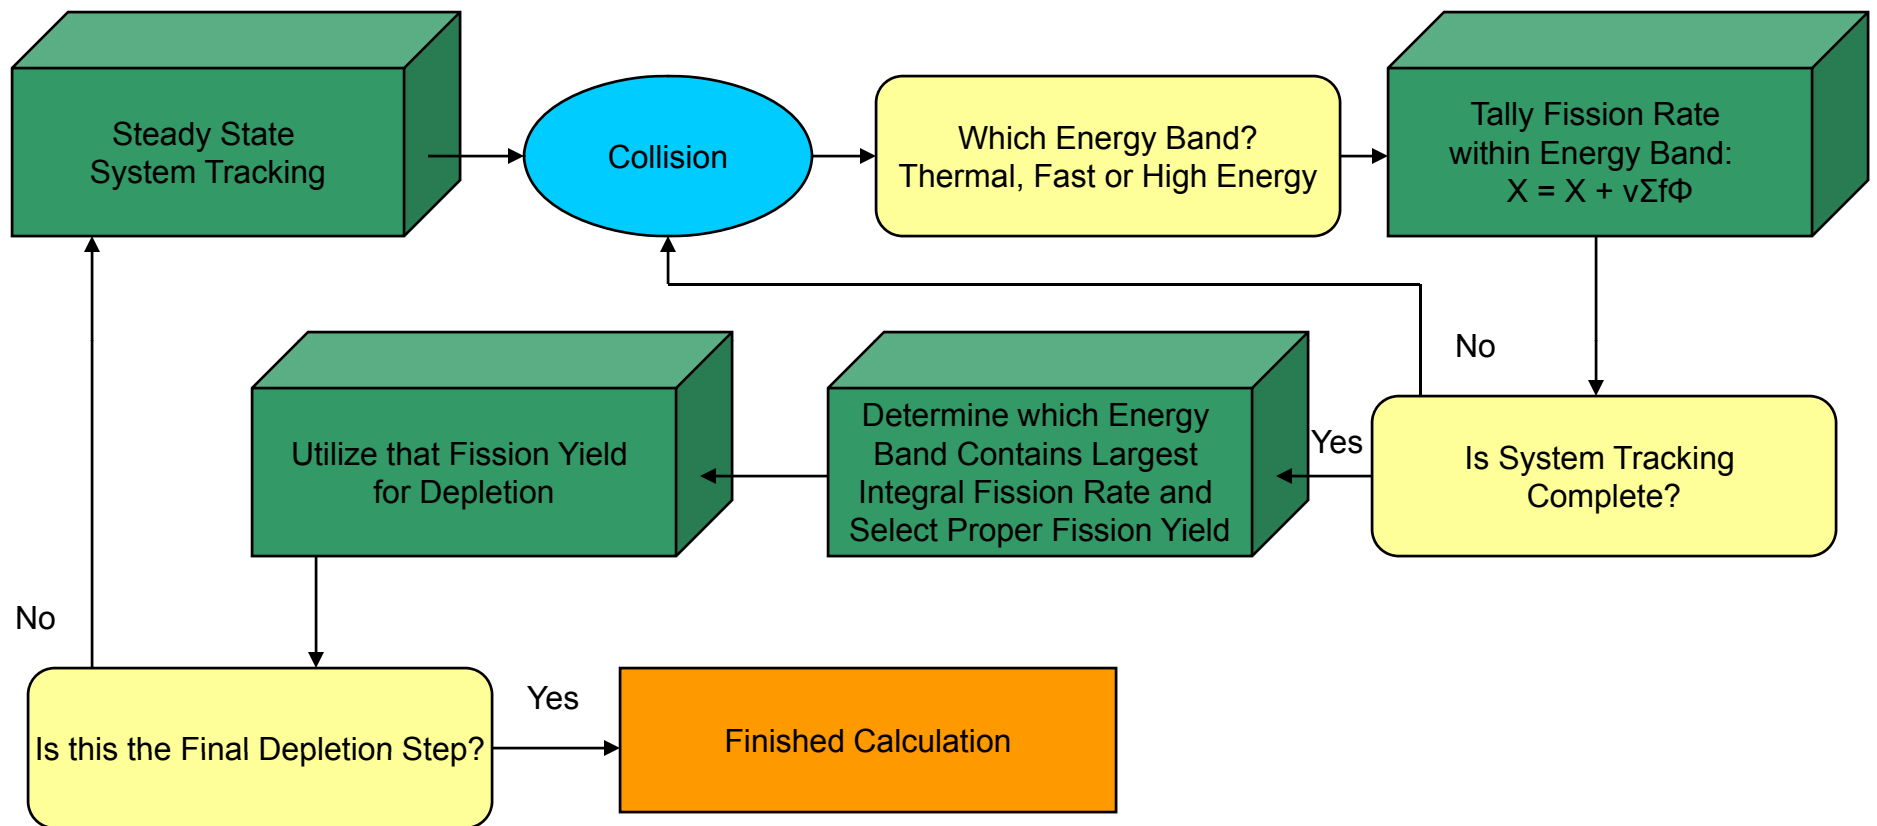 Steady State
System Tracking
Collision
Which Energy Band?
Thermal, Fast or High Energy
Tally Fission Rate
within Energy Band:
X = X + νΣfΦ
No
Is System Tracking
Complete?
Yes
Determine which Energy
Band Contains Largest
Integral Fission Rate and
Select Proper Fission Yield
Utilize that Fission Yield
for Depletion
No
Is this the Final Depletion Step?
Yes
Finished Calculation